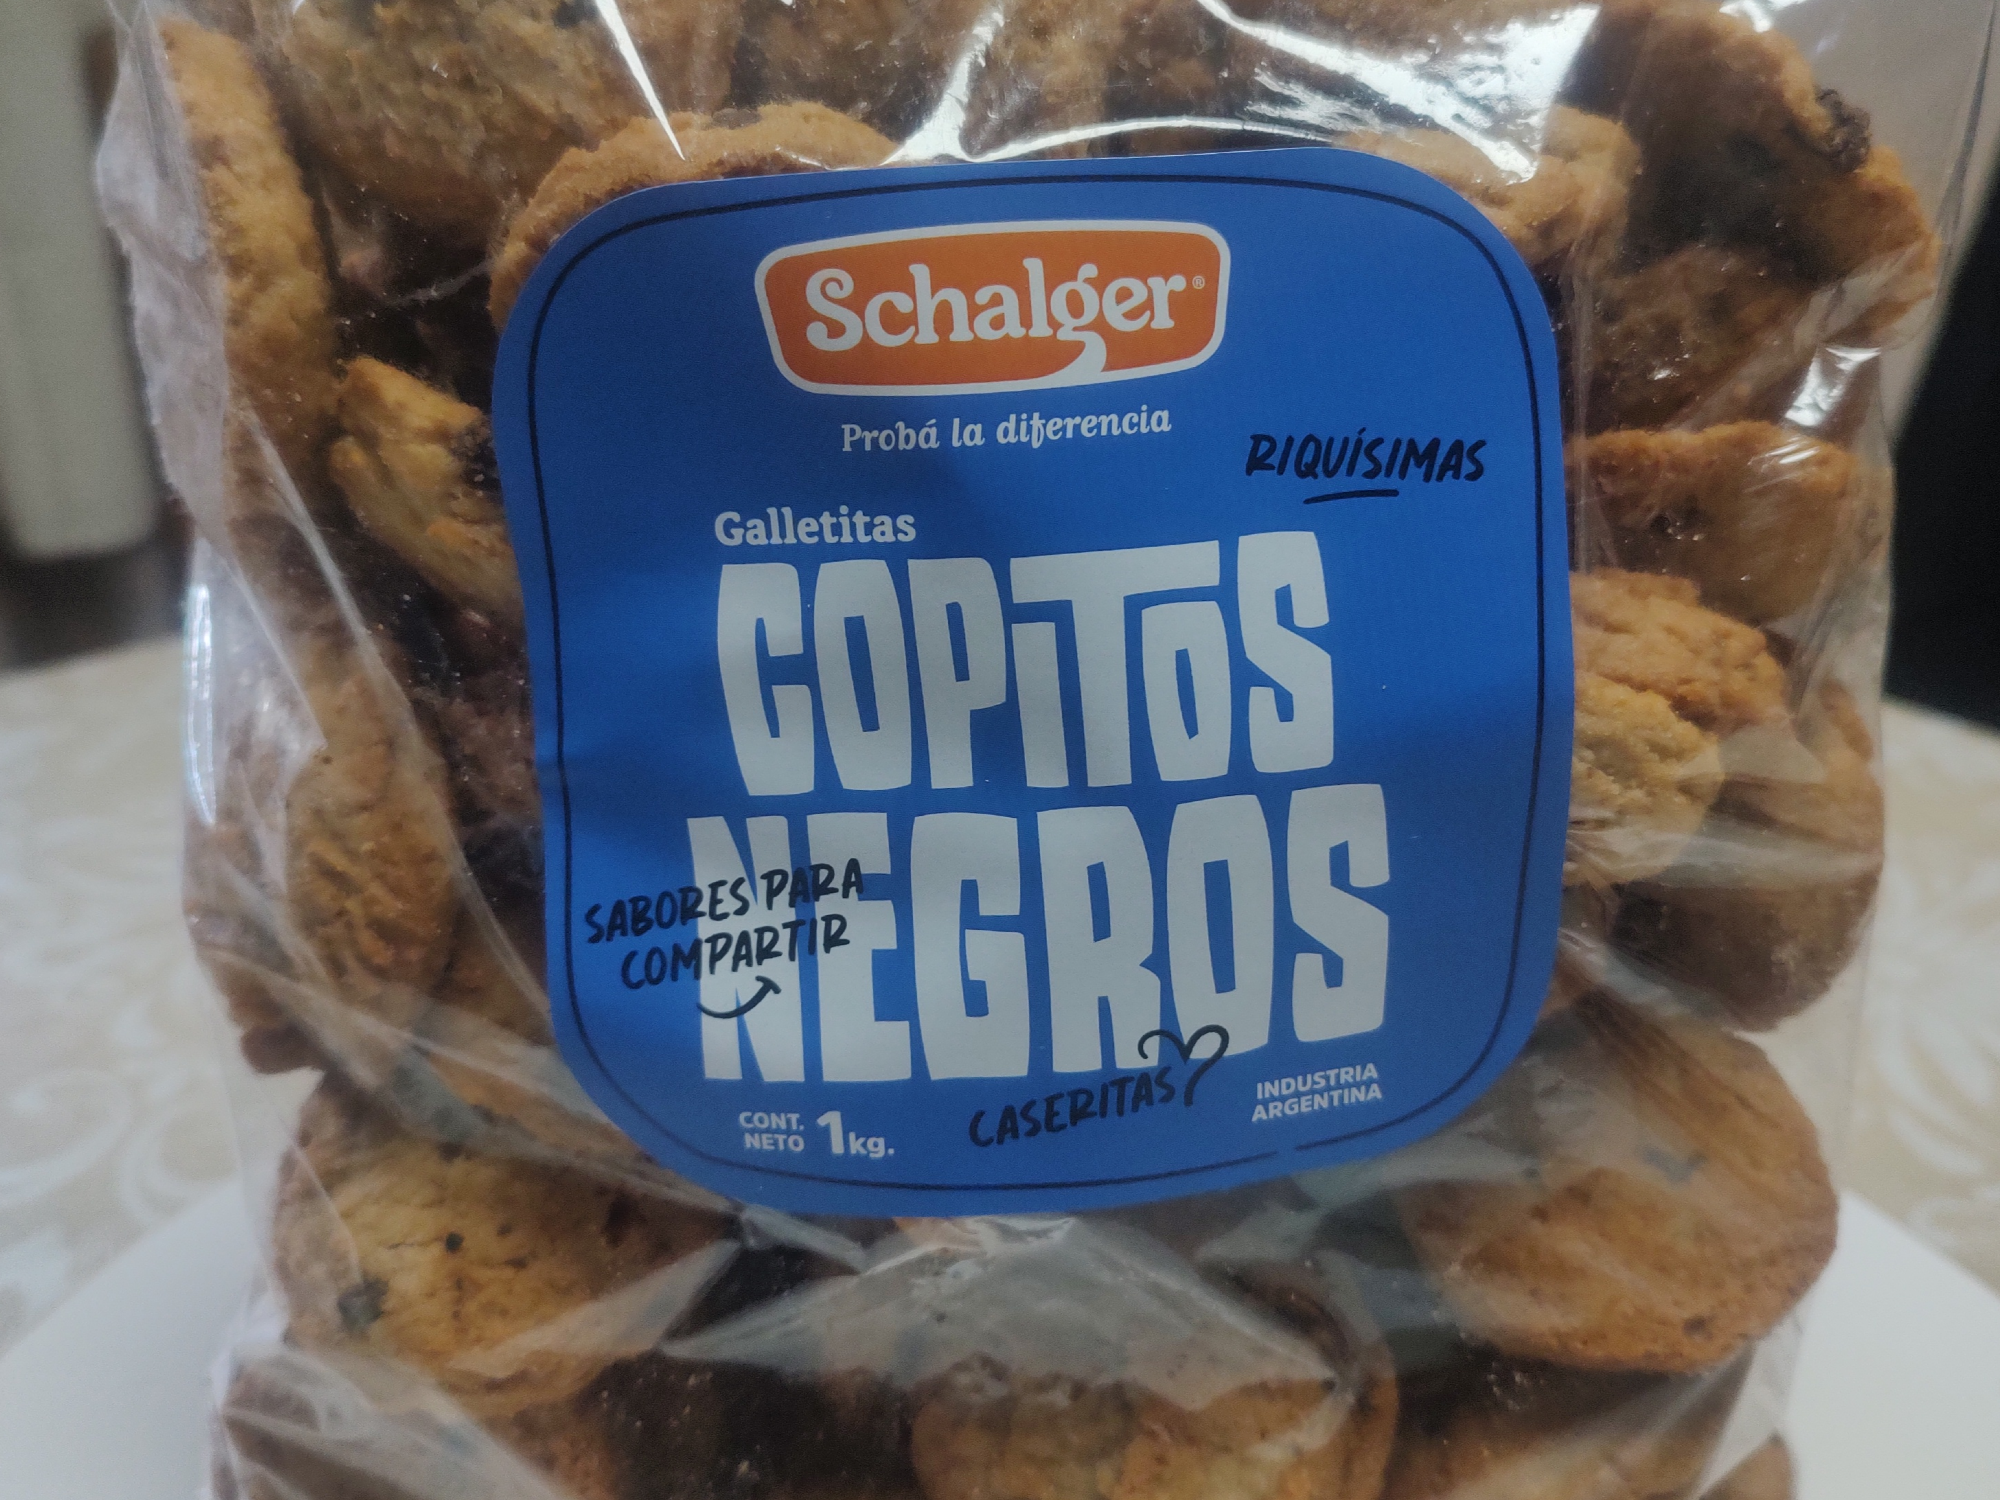 Schalger®
Probá la diferencia
RIQUÍSIMAS
Galletitas
COPITOS
NEGROS
SABORES PARA
COMPARTIR
CASERITAS
CONT.
NETO 1kg.
INDUSTRIA
ARGENTINA